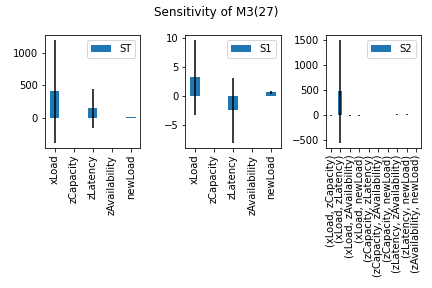 Sensitivity of M3(27)
ST
1000
500
0
xLoad
zCapacity
zLatency
zAvailability
newLoad
S1
10
5
0
−5
xLoad
zCapacity
zLatency
zAvailability
newLoad
S2
1500
1000
500
0
−500
(xLoad, zCapacity)
(xLoad, zLatency)
(xLoad, zAvailability)
(xLoad, newLoad)
(zCapacity, zLatency)
(zCapacity, zAvailability)
(zCapacity, newLoad)
(zLatency, zAvailability)
(zLatency, newLoad)
(zAvailability, newLoad)